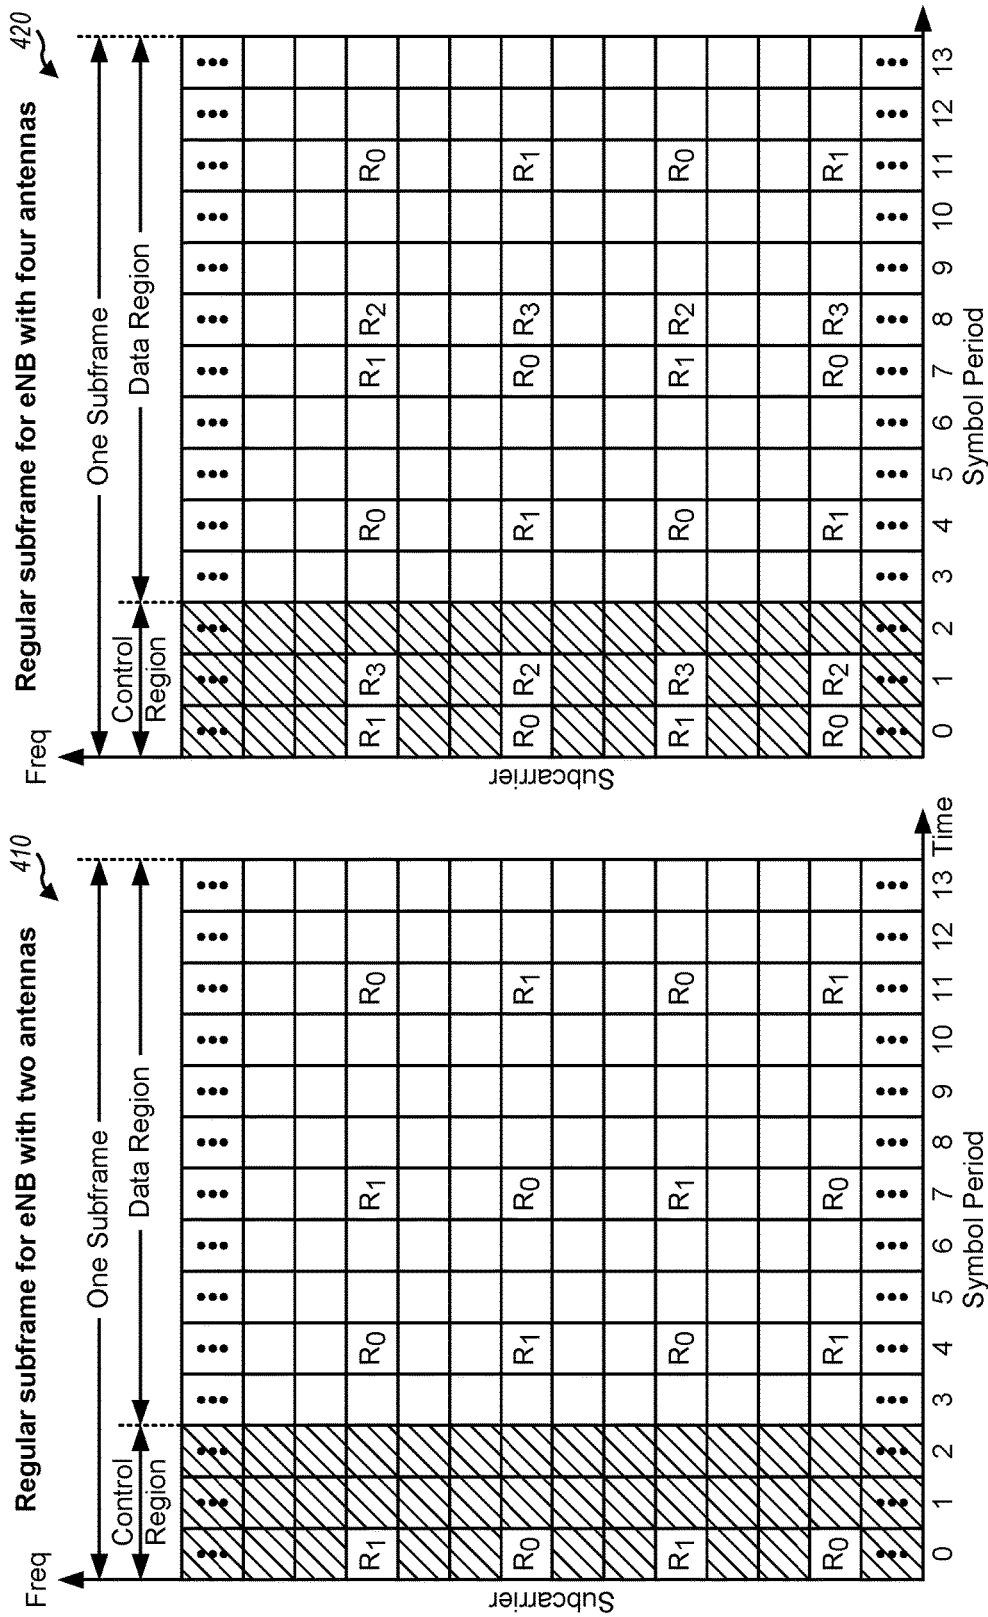 Regular subframe for eNB with two antennas
410
One Subframe
Control
Region
Data Region
Freq
Subcarrier
••• ••• ••• ••• ••• ••• ••• ••• ••• ••• ••• ••• ••• •••
R1 R0 R1 R0
R0 R1 R0 R1
R1 R0 R1 R0
R0 R1 R0 R1
••• ••• ••• ••• ••• ••• ••• ••• ••• ••• ••• ••• ••• •••
0 1 2 3 4 5 6 7 8 9 10 11 12 13
Time
Symbol Period
Regular subframe for eNB with four antennas
420
One Subframe
Control
Region
Data Region
Freq
Subcarrier
••• ••• ••• ••• ••• ••• ••• ••• ••• ••• ••• ••• ••• •••
R1 R3 R0 R1 R2 R0
R0 R2 R1 R0 R3 R1
R1 R3 R0 R1 R2 R0
R0 R2 R1 R0 R3 R1
••• ••• ••• ••• ••• ••• ••• ••• ••• ••• ••• ••• ••• •••
0 1 2 3 4 5 6 7 8 9 10 11 12 13
Symbol Period